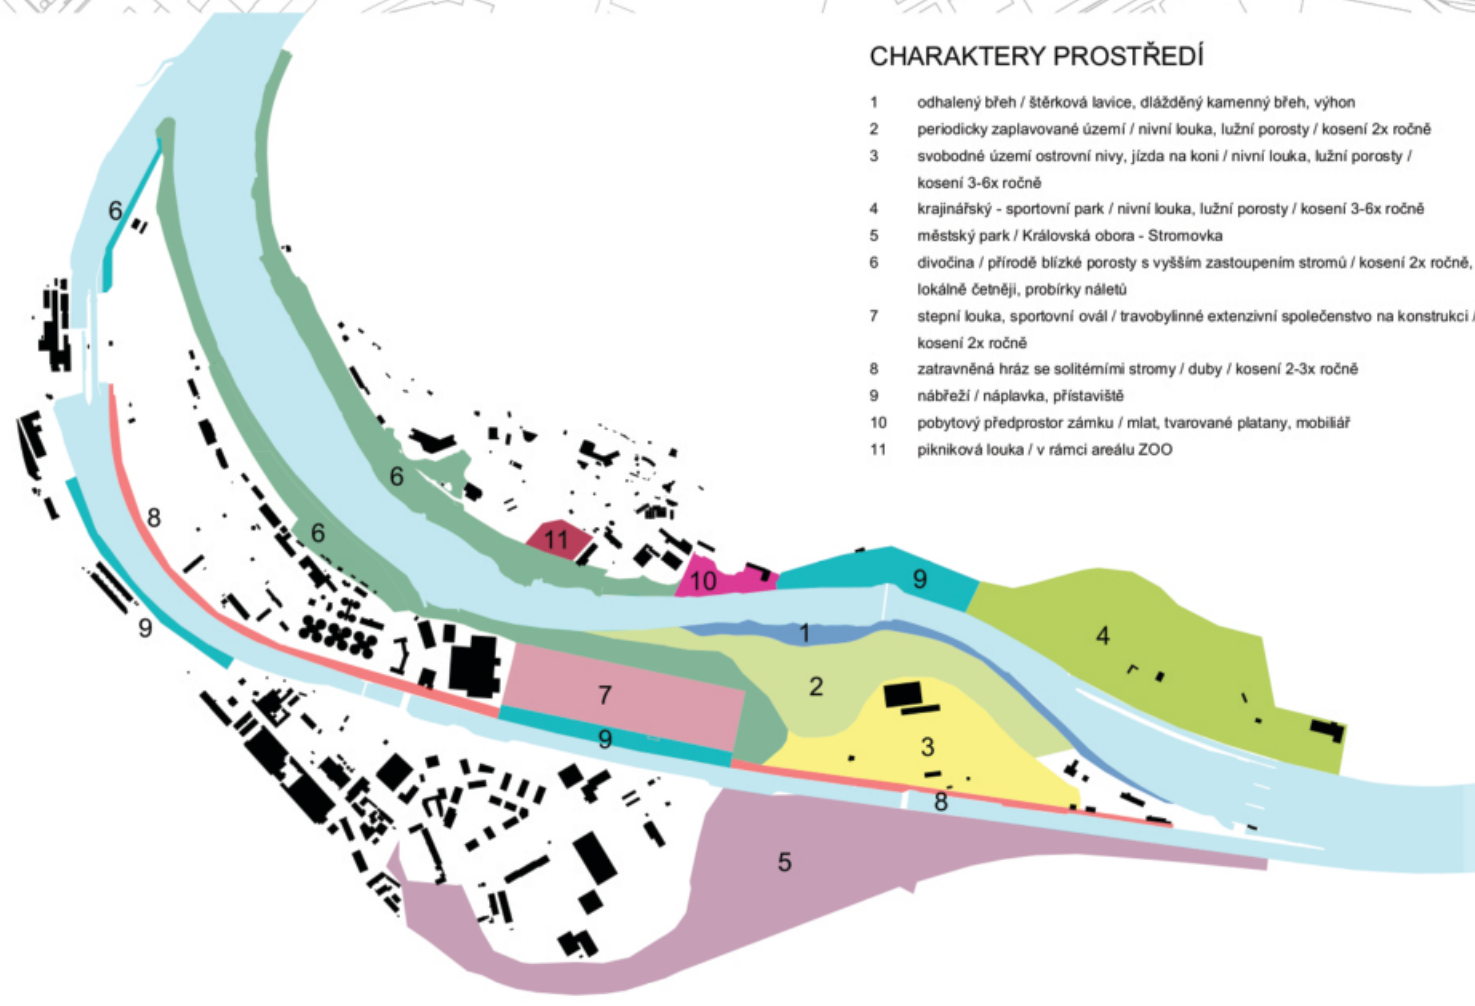 CHARAKTERY PROSTŘEDÍ
1 odhalený břeh / štěrková lavice, dlážděný kamenný břeh, výhon
2 periodicky zaplavované území / nivní louka, lužní porosty / kosení 2x ročně
3 svobodné území ostrovní nivy, jízda na koni / nivní louka, lužní porosty /
kosení 3-6x ročně
4 krajinářský - sportovní park / nivní louka, lužní porosty / kosení 3-6x ročně
5 městský park / Královská obora - Stromovka
6 divočina / přírodě blízké porosty s vyšším zastoupením stromů / kosení 2x ročně,
lokálně četněji, probírky náletů
7 stepní louka, sportovní ovál / travobylinné extenzivní společenstvo na konstrukci /
kosení 2x ročně
8 zatravněná hráz se solitérními stromy / duby / kosení 2-3x ročně
9 nábřeží / náplavka, přístaviště
10 pobytový předprostor zámku / mlat, tvarované platany, mobiliář
11 pikniková louka / v rámci areálu ZOO
6
6
8
6
11
10
9
9
1
4
2
7
9
3
8
5